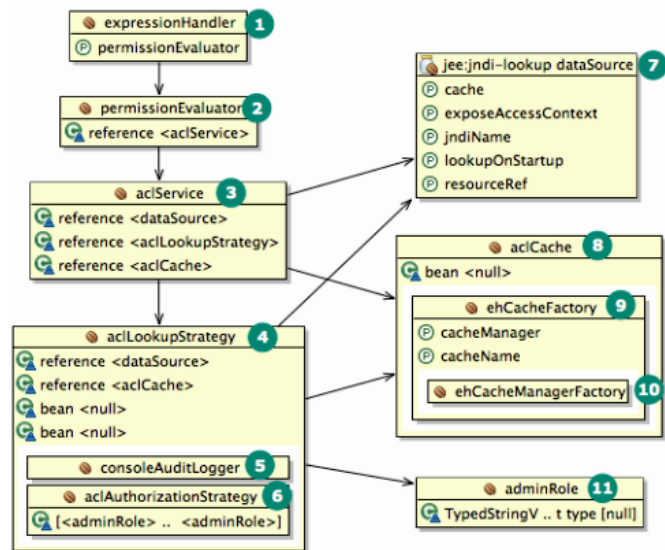 expressionHandler 1
P permissionEvaluator
permissionEvaluator 2
C reference <aclService>
aclService 3
C reference <dataSource>
C reference <aclLookupStrategy>
C reference <aclCache>
aclLookupStrategy 4
C reference <dataSource>
C reference <aclCache>
C bean <null>
C bean <null>
consoleAuditLogger 5
aclAuthorizationStrategy 6
C [<adminRole> .. <adminRole>]
jee:jndi-lookup dataSource 7
P cache
P exposeAccessContext
P jndiName
P lookupOnStartup
P resourceRef
aclCache 8
C bean <null>
ehCacheFactory 9
P cacheManager
P cacheName
ehCacheManagerFactory 10
adminRole 11
C TypedStringV .. t type [null]